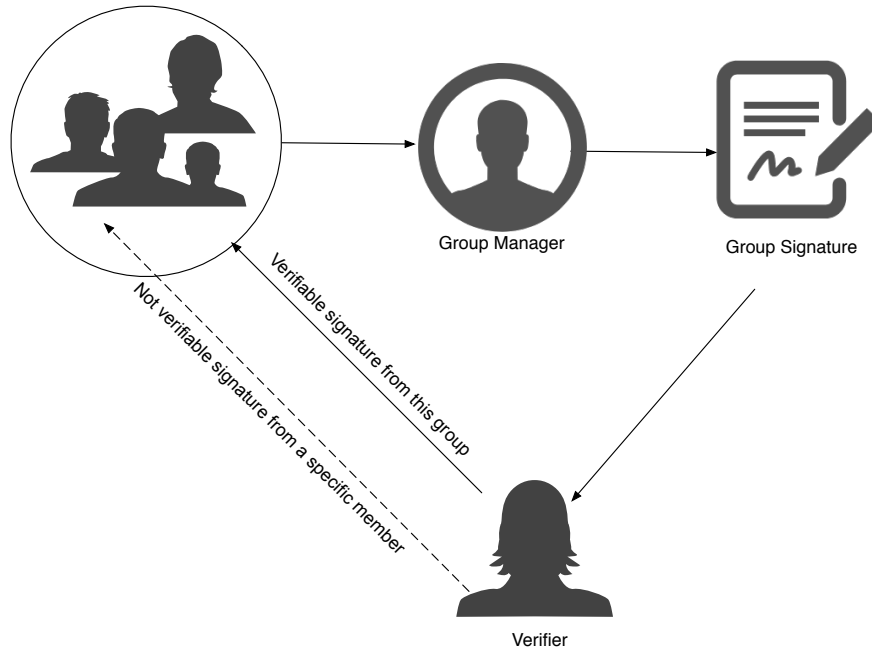 Group Manager
Group Signature
Verifiable signature from this group
Not verifiable signature from a specific member
Verifier